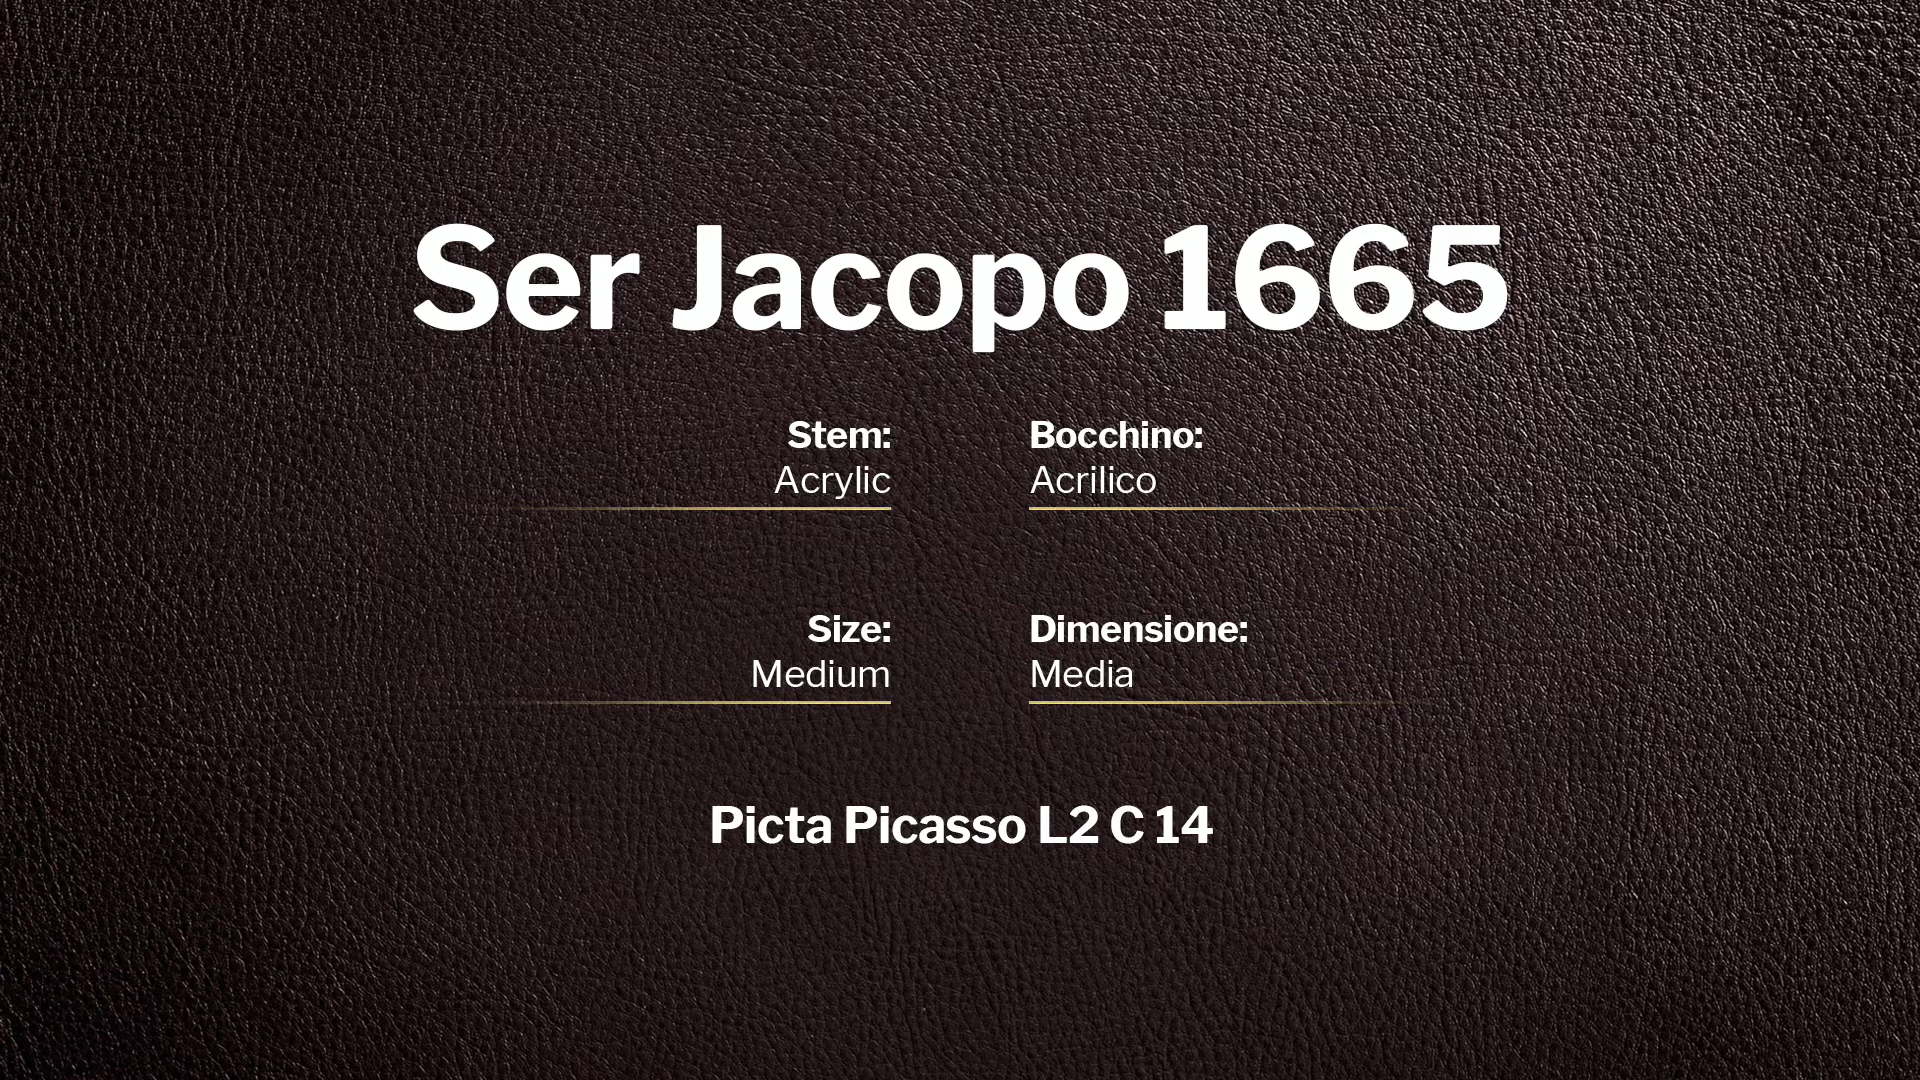 Ser Jacopo 1665
Stem:
Acrylic
Bocchino:
Acrilico
Size:
Medium
Dimensione:
Media
Picta Picasso L2 C 14